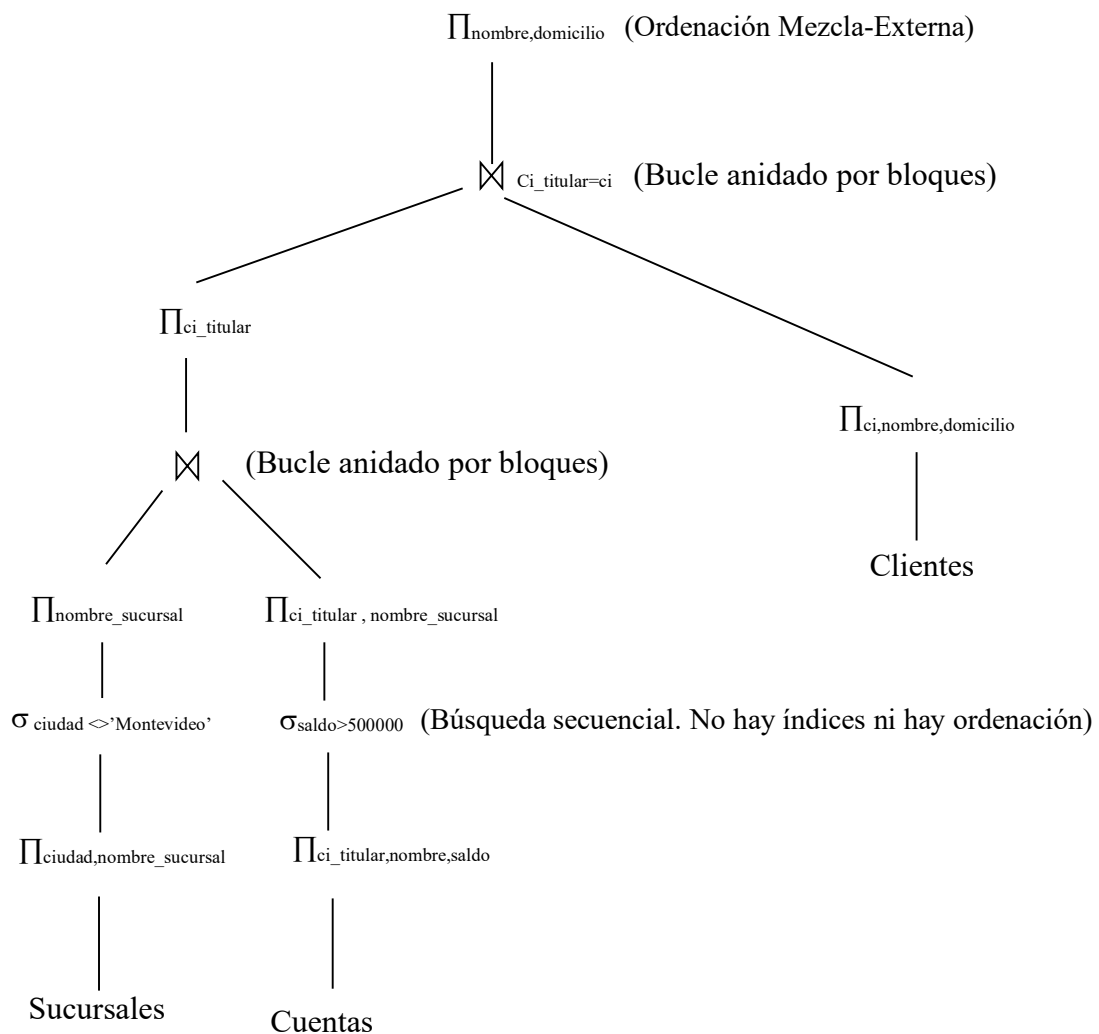 ∏nombre,domicilio (Ordenación Mezcla-Externa)
⋈ Ci_titular=ci (Bucle anidado por bloques)
∏ci_titular
∏ci,nombre,domicilio
⋈ (Bucle anidado por bloques)
Clientes
∏nombre_sucursal ∏ci_titular , nombre_sucursal
σ ciudad <>’Montevideo’ σsaldo>500000 (Búsqueda secuencial. No hay índices ni hay ordenación)
∏ciudad,nombre_sucursal ∏ci_titular,nombre,saldo
Sucursales Cuentas